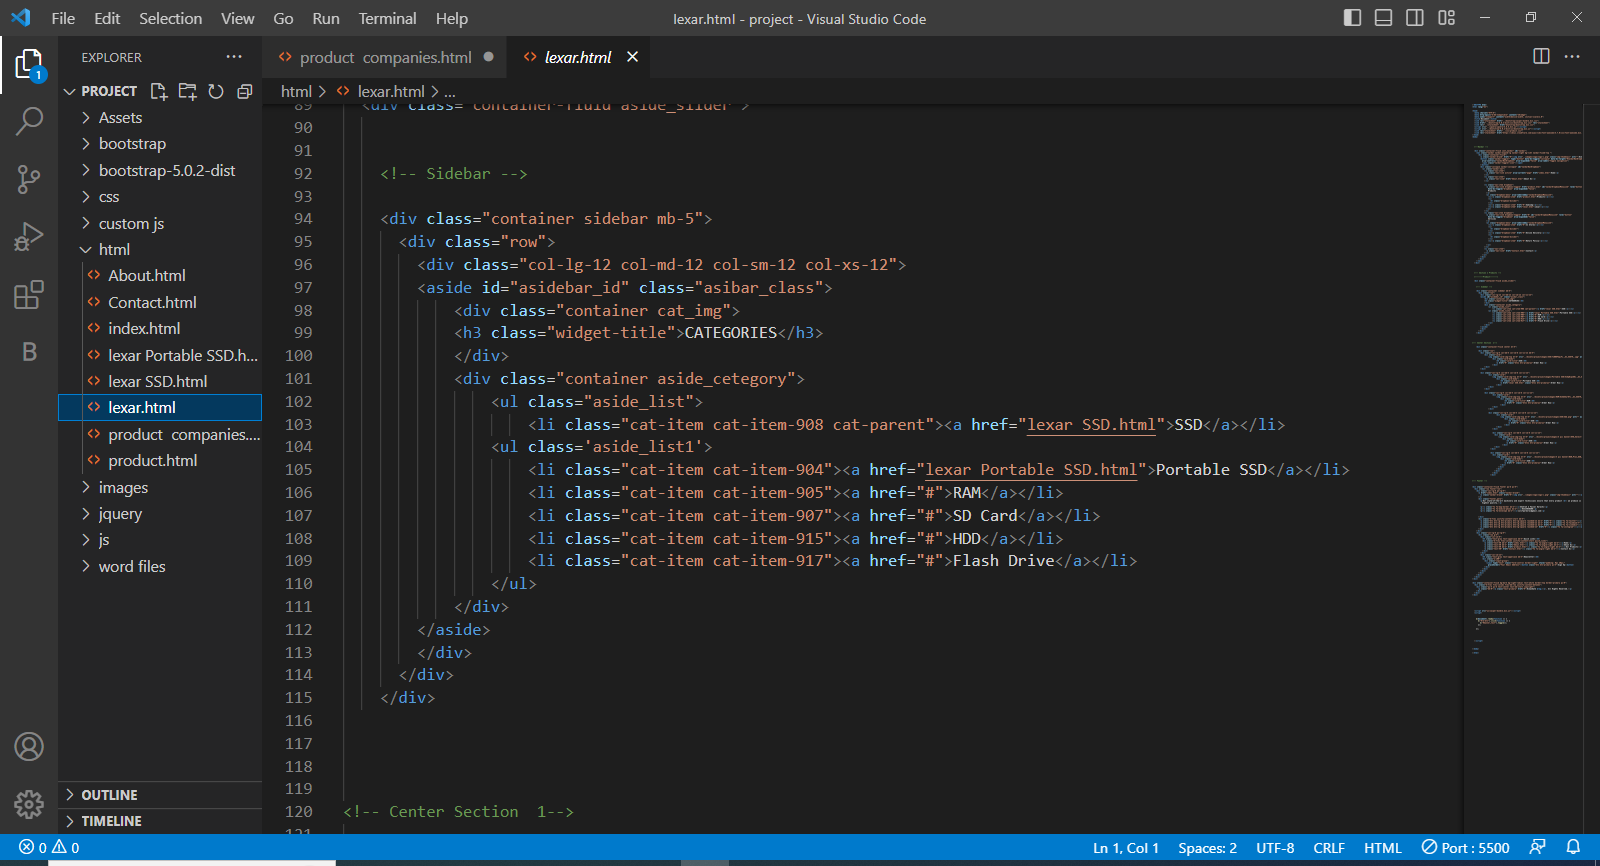 File Edit Selection View Go Run Terminal Help
lexar.html - project - Visual Studio Code
EXPLORER
product companies.html
lexar.html
PROJECT
html > lexar.html > ...
1
Assets
bootstrap
bootstrap-5.0.2-dist
css
custom js
html
About.html
Contact.html
index.html
lexar Portable SSD.h...
lexar SSD.html
lexar.html
product companies....
product.html
images
jquery
js
word files
OUTLINE
TIMELINE
89 <div class="container-fluid aside_slider">
90
91
92 <!-- Sidebar -->
93
94 <div class="container sidebar mb-5">
95 <div class="row">
96 <div class="col-lg-12 col-md-12 col-sm-12 col-xs-12">
97 <aside id="asidebar_id" class="asibar_class">
98 <div class="container cat_img">
99 <h3 class="widget-title">CATEGORIES</h3>
100 </div>
101 <div class="container aside_cetegory">
102 <ul class="aside_list">
103 <li class="cat-item cat-item-908 cat-parent"><a href="lexar SSD.html">SSD</a></li>
104 <ul class='aside_list1'>
105 <li class="cat-item cat-item-904"><a href="lexar Portable SSD.html">Portable SSD</a></li>
106 <li class="cat-item cat-item-905"><a href="#">RAM</a></li>
107 <li class="cat-item cat-item-907"><a href="#">SD Card</a></li>
108 <li class="cat-item cat-item-915"><a href="#">HDD</a></li>
109 <li class="cat-item cat-item-917"><a href="#">Flash Drive</a></li>
110 </ul>
111 </div>
112 </aside>
113 </div>
114 </div>
115 </div>
116
117
118
119
120 <!-- Center Section  1-->
121
0 0
Ln 1, Col 1 Spaces: 2 UTF-8 CRLF HTML Port : 5500